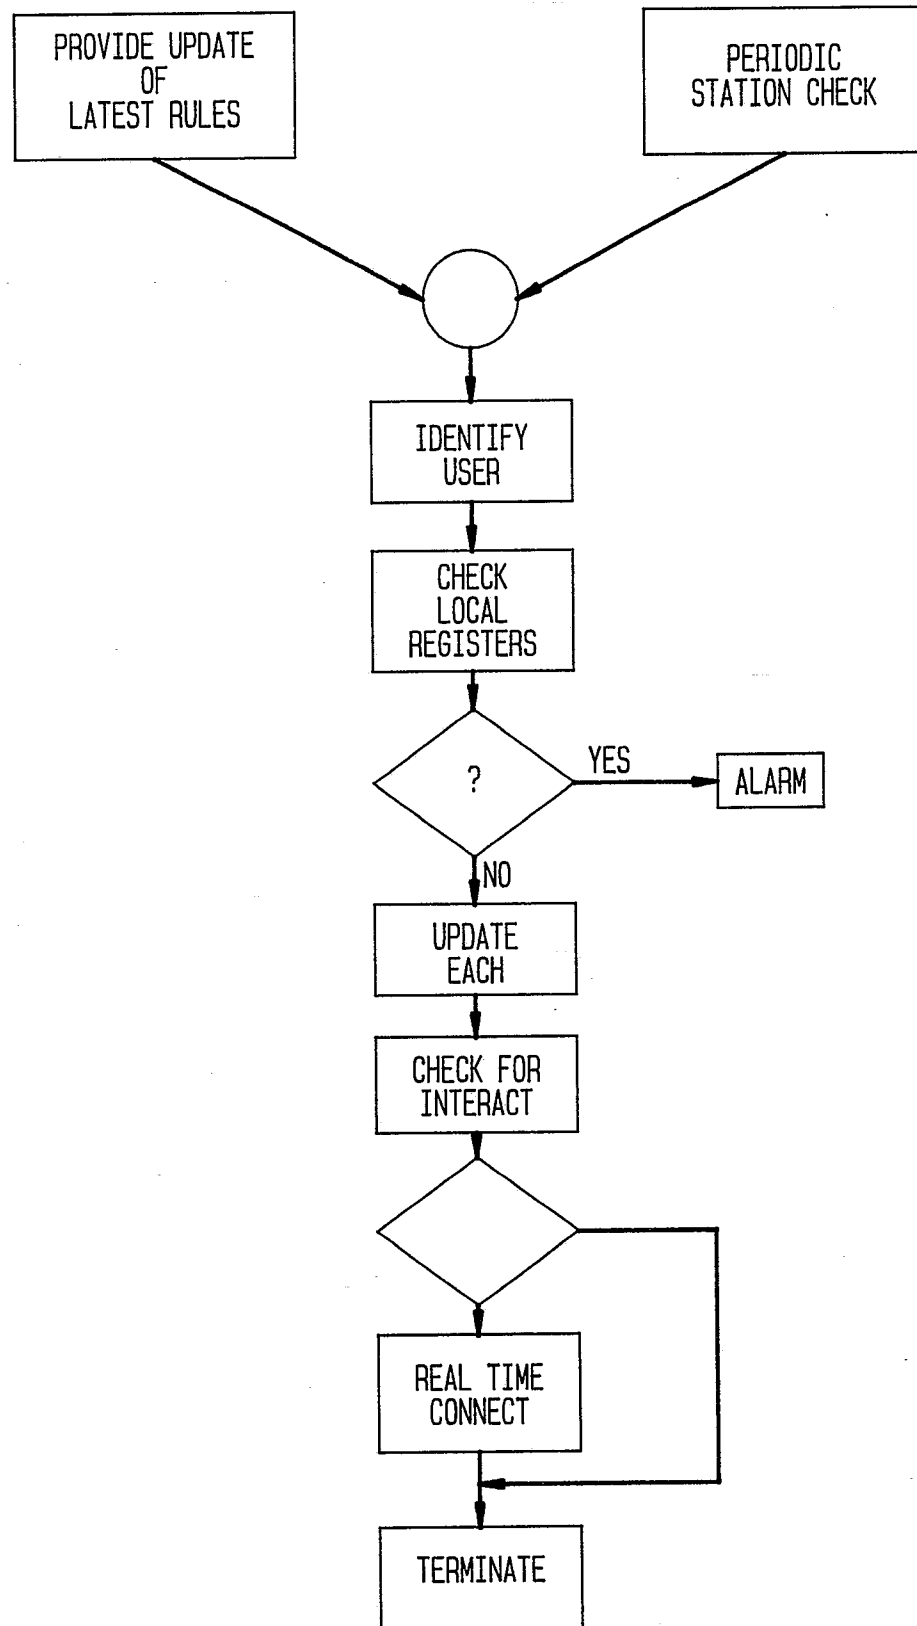 PROVIDE UPDATE
OF
LATEST RULES
PERIODIC
STATION CHECK
IDENTIFY
USER
CHECK
LOCAL
REGISTERS
?
YES
ALARM
NO
UPDATE
EACH
CHECK FOR
INTERACT
REAL TIME
CONNECT
TERMINATE